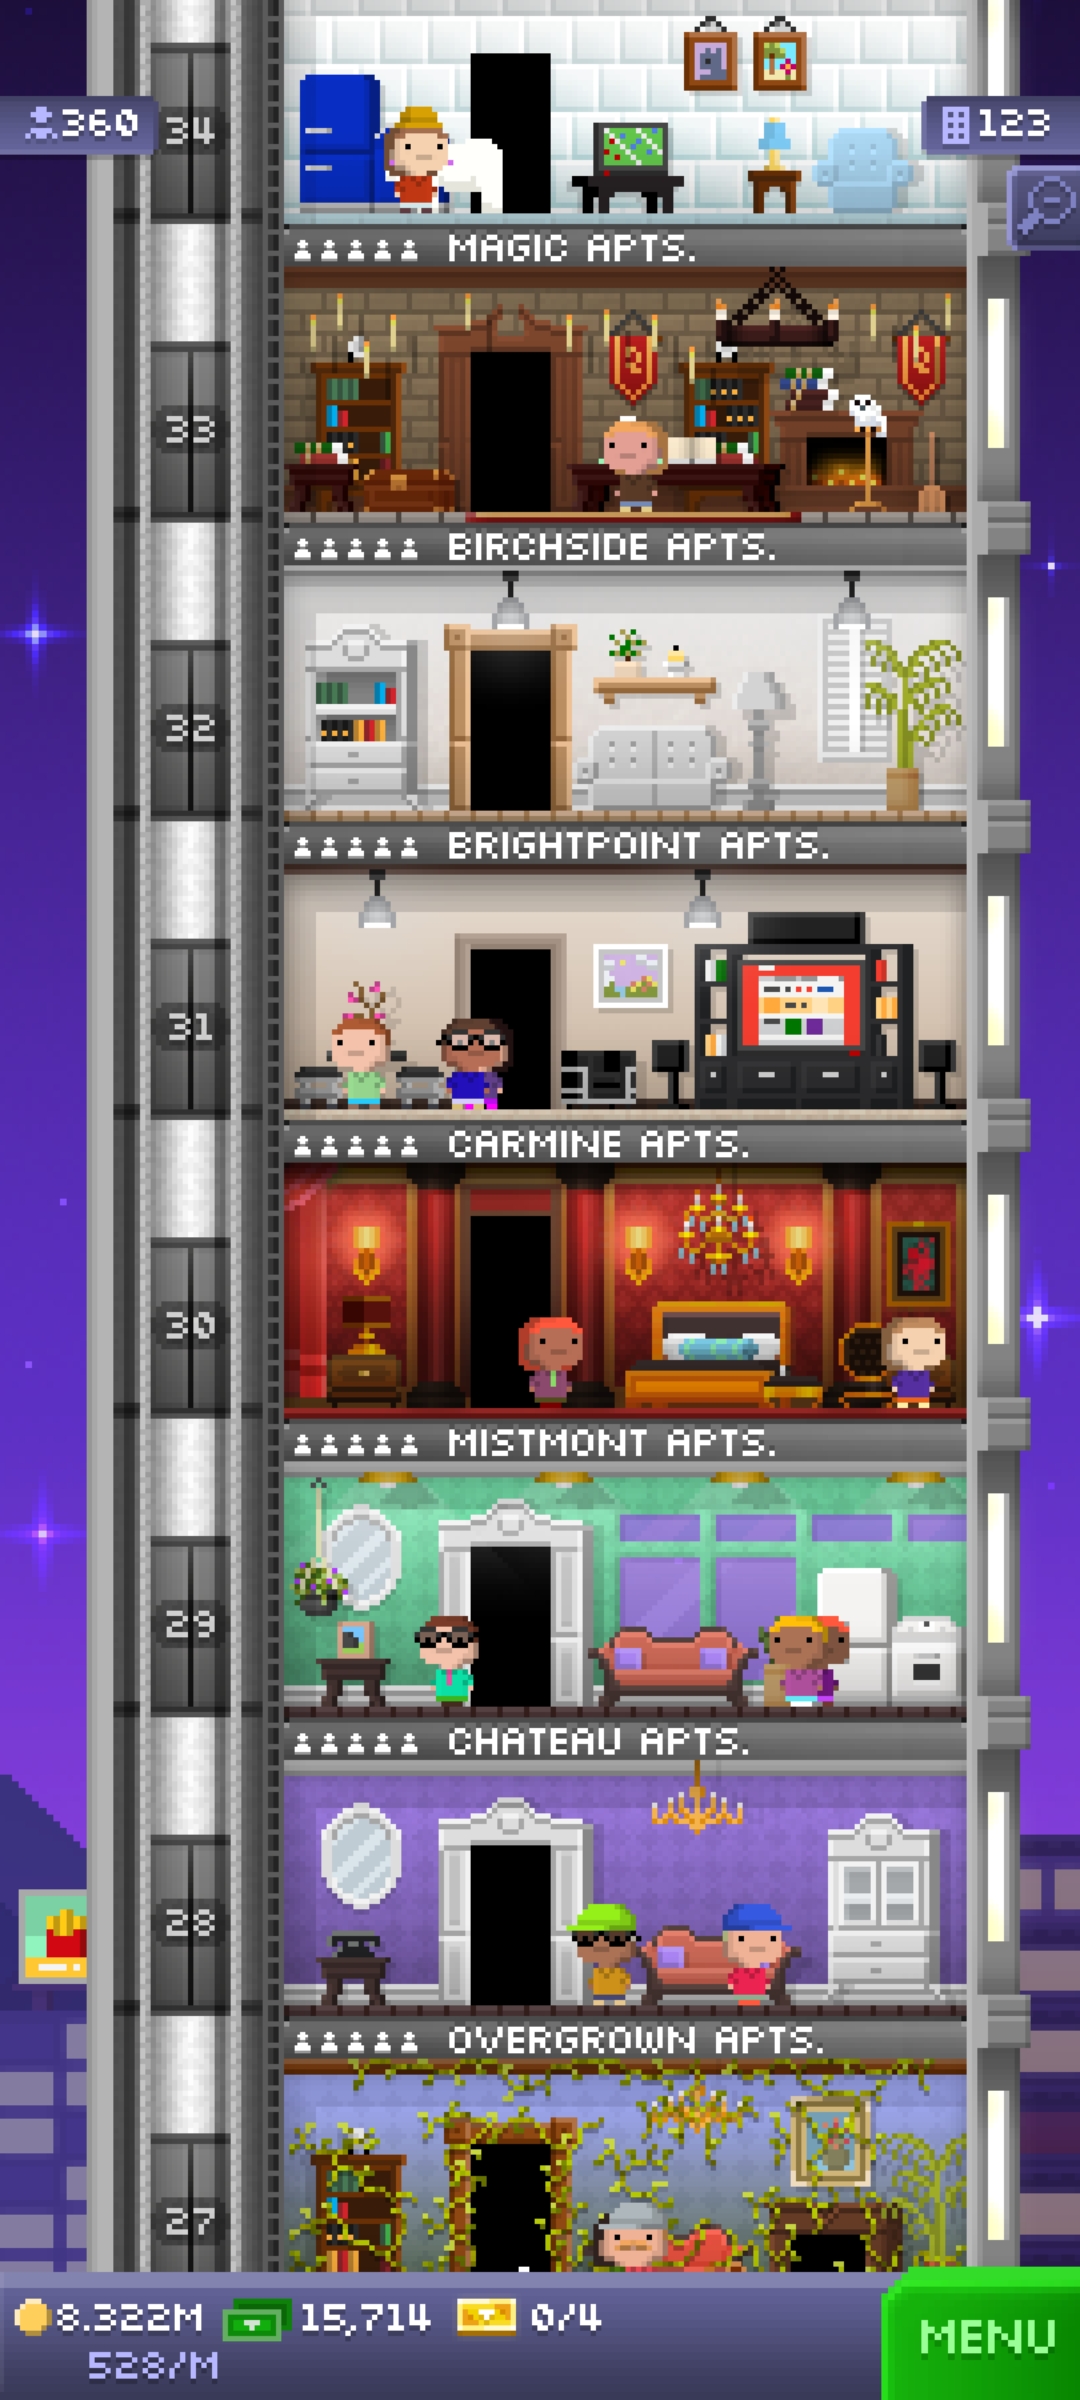 360
34
123
MAGIC APTS.
33
BIRCHSIDE APTS.
32
BRIGHTPOINT APTS.
31
CARMINE APTS.
30
MISTMONT APTS.
29
CHATEAU APTS.
28
OVERGROWN APTS.
27
8.322M 15,714 0/4
528/M
MENU